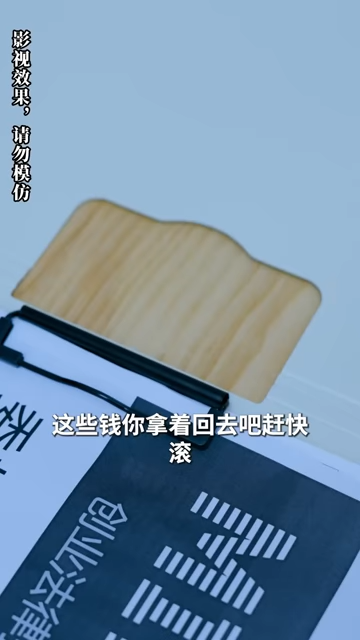 影视效果，请勿模仿
这些钱你拿着回去吧赶快
滚
创业法律